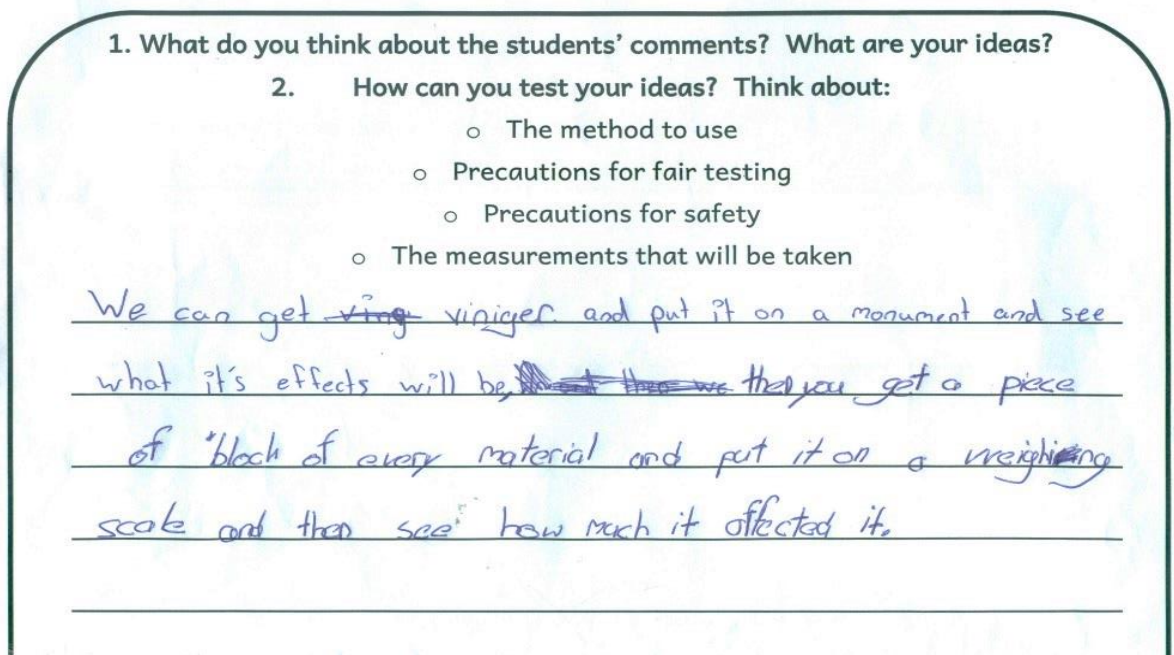 1. What do you think about the students' comments? What are your ideas?
2. How can you test your ideas? Think about:
o The method to use
o Precautions for fair testing
o Precautions for safety
o The measurements that will be taken
We can get ving viniger and put it on a monument and see
what it's effects will be, then you get a piece
of block of every material and put it on a weighing
scale and then see how much it affected it.